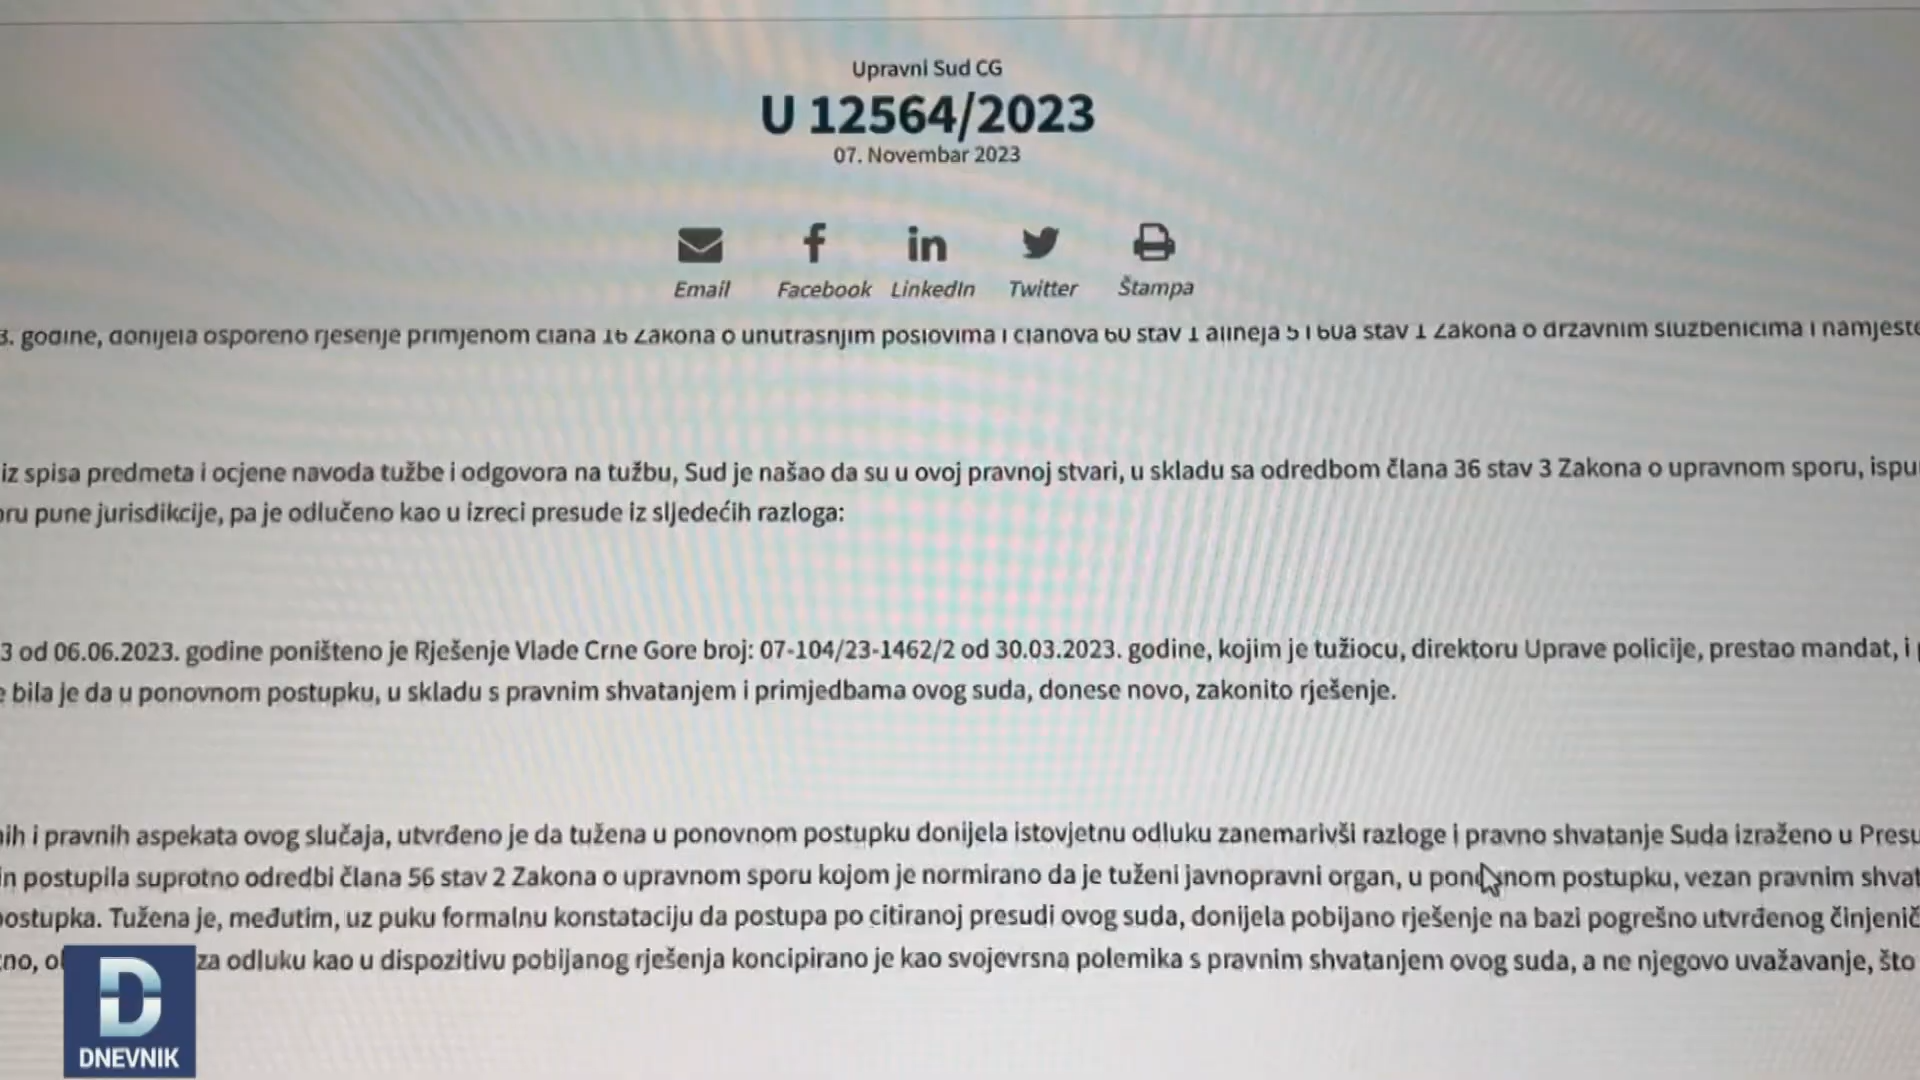 Upravni Sud CG
U 12564/2023
07. Novembar 2023
Email Facebook LinkedIn Twitter Štampa
3. godine, donijela osporeno rješenje primjenom člana 16 Zakona o unutrašnjim poslovima i članova 60 stav 1 alineja 5 i 60a stav 1 Zakona o državnim službenicima i
iz spisa predmeta i ocjene navoda tužbe i odgovora na tužbu, Sud je našao da su u ovoj pravnoj stvari, u skladu sa odredbom člana 36 stav 3 Zakona o upravnom sporu,
pune jurisdikcije, pa je odlučeno kao u izreci presude iz sljedećih razloga:
3 od 06.06.2023. godine poništeno je Rješenje Vlade Crne Gore broj: 07-104/23-1462/2 od 30.03.2023. godine, kojim je tužiocu, direktoru Uprave policije, prestao mandat, i
bila je da u ponovnom postupku, u skladu s pravnim shvatanjem i primjedbama ovog suda, donese novo, zakonito rješenje.
i pravnih aspekata ovog slučaja, utvrđeno je da tužena u ponovnom postupku donijela istovjetnu odluku zanemarivši razloge i pravno shvatanje Suda izraženo u
postupila suprotno odredbi člana 56 stav 2 Zakona o upravnom sporu kojom je normirano da je tuženi javnopravni organ, u ponovnom postupku, vezan pravnim
postupka. Tužena je, međutim, uz puku formalnu konstataciju da postupa po citiranoj presudi ovog suda, donijela pobijano rješenje na bazi pogrešno utvrđenog
za odluku kao u dispozitivu pobijanog rješenja koncipirano je kao svojevrsna polemika s pravnim shvatanjem ovog suda, a ne njegovo uvažavanje, što
D
DNEVNIK